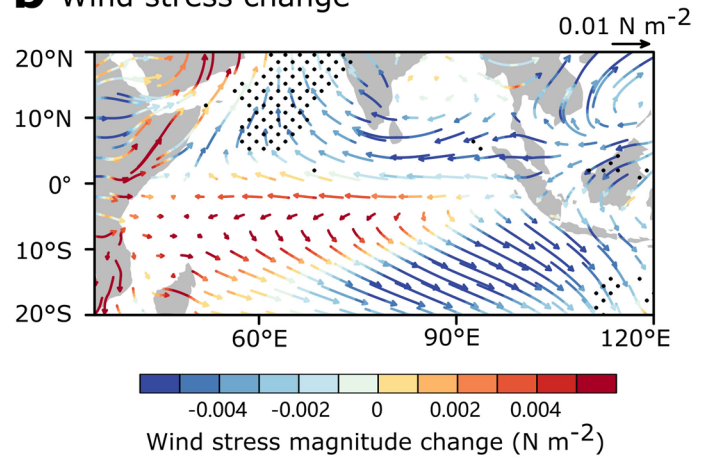 b Wind stress change
0.01 N m-2
20°N
10°N
0°
10°S
20°S
60°E 90°E 120°E
-0.004 -0.002 0 0.002 0.004
Wind stress magnitude change (N m-2)